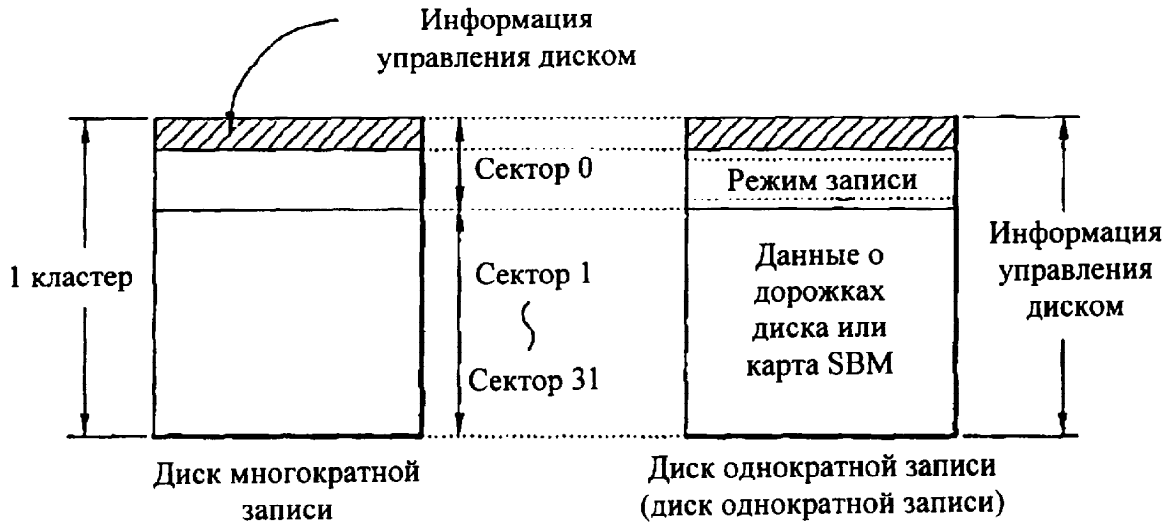 Информация
управления диском
Сектор 0
Режим записи
1 кластер
Сектор 1
Сектор 31
Данные о
дорожках
диска или
карта SBM
Информация
управления
диском
Диск многократной
записи
Диск однократной записи
(диск однократной записи)